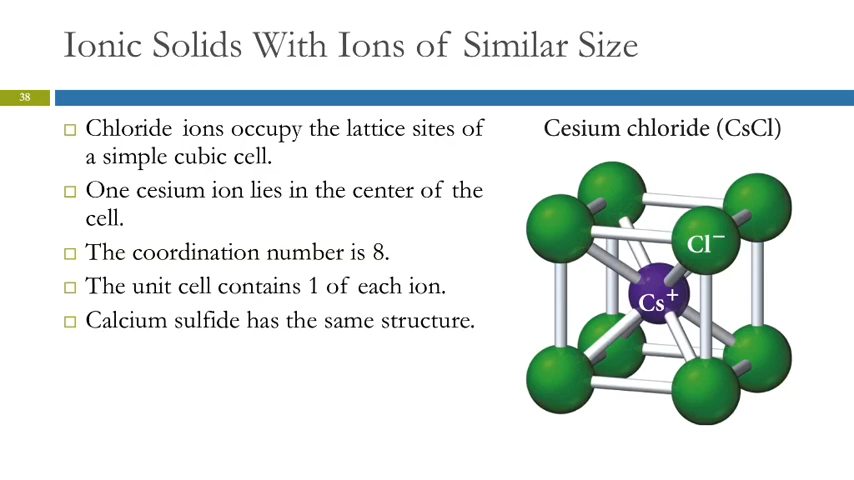 Ionic Solids With Ions of Similar Size
38
Chloride ions occupy the lattice sites of
a simple cubic cell.
One cesium ion lies in the center of the
cell.
The coordination number is 8.
The unit cell contains 1 of each ion.
Calcium sulfide has the same structure.
Cesium chloride (CsCl)
Cl⁻
Cs⁺